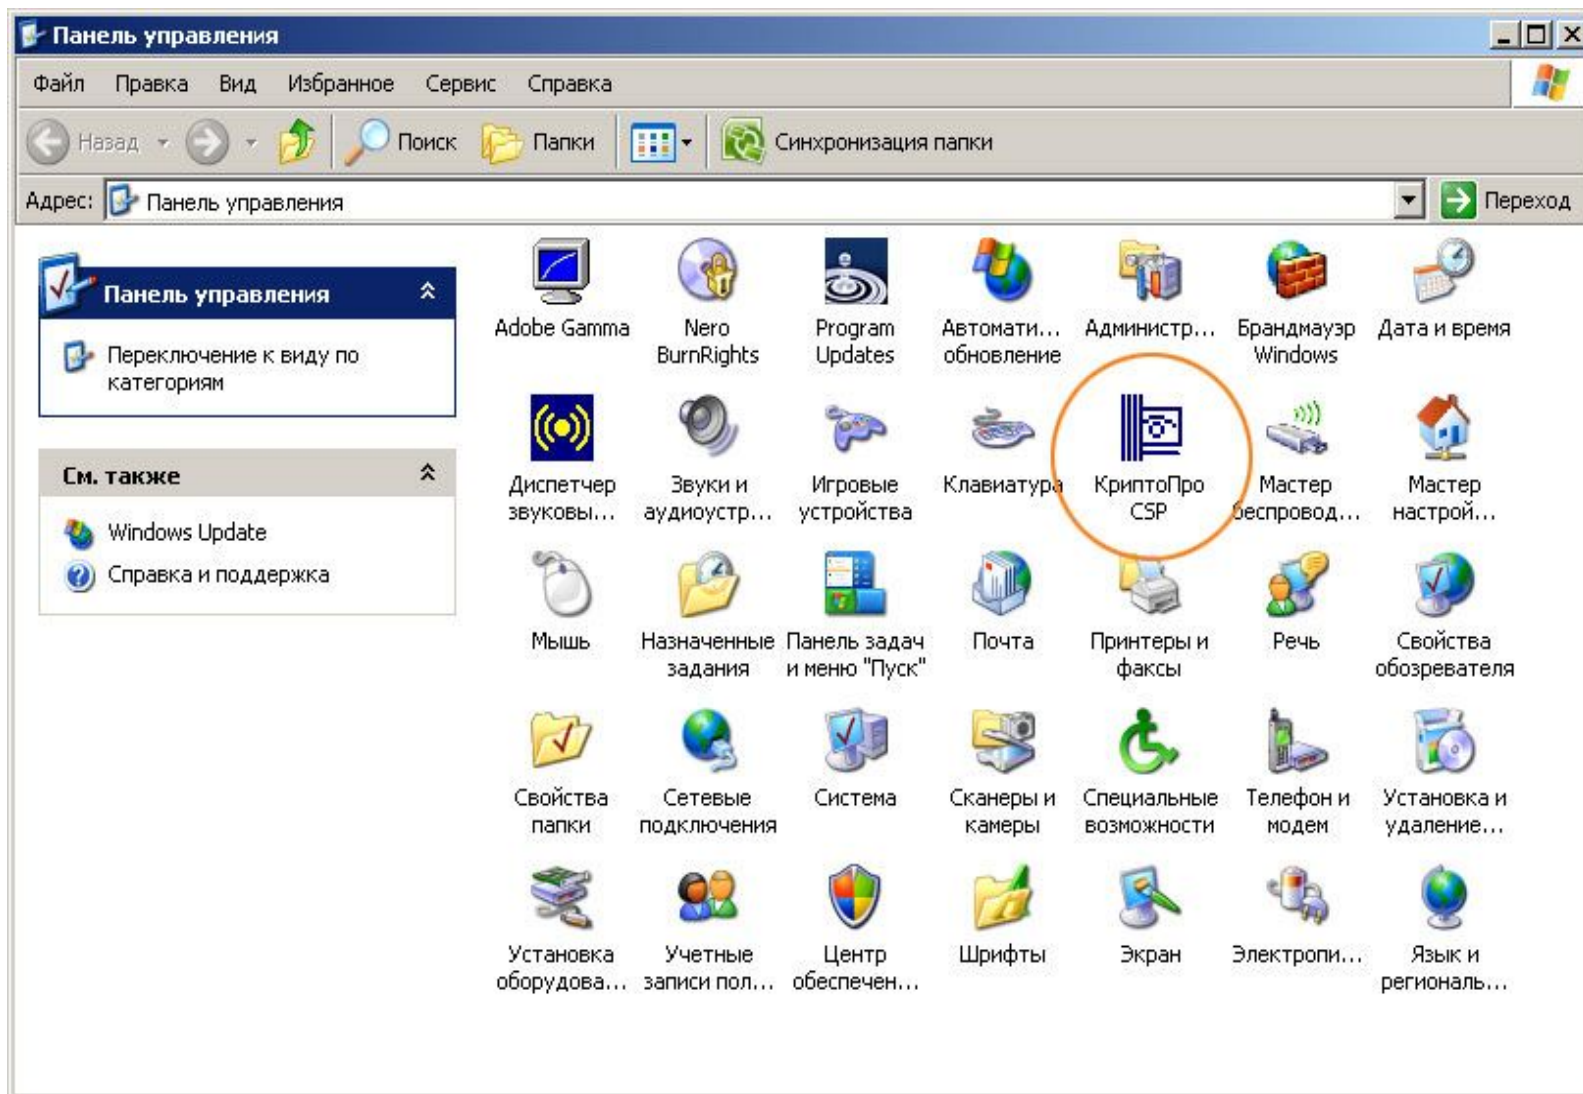 Панель управления
Файл Правка Вид Избранное Сервис Справка
Назад Поиск Папки Синхронизация папки
Адрес: Панель управления Переход
Панель управления
Переключение к виду по
категориям
См. также
Windows Update
Справка и поддержка
Adobe Gamma
Nero
BurnRights
Program
Updates
Автомати...
обновление
Администр...
Брандмауэр
Windows
Дата и время
Диспетчер
звуковы...
Звуки и
аудиоустр...
Игровые
устройства
Клавиатура
КриптоПро
CSP
Мастер
беспровод...
Мастер
настрой...
Мышь
Назначенные
задания
Панель задач
и меню "Пуск"
Почта
Принтеры и
факсы
Речь
Свойства
обозревателя
Свойства
папки
Сетевые
подключения
Система
Сканеры и
камеры
Специальные
возможности
Телефон и
модем
Установка и
удаление...
Установка
оборудова...
Учетные
записи пол...
Центр
обеспечен...
Шрифты
Экран
Электропи...
Язык и
региональ...